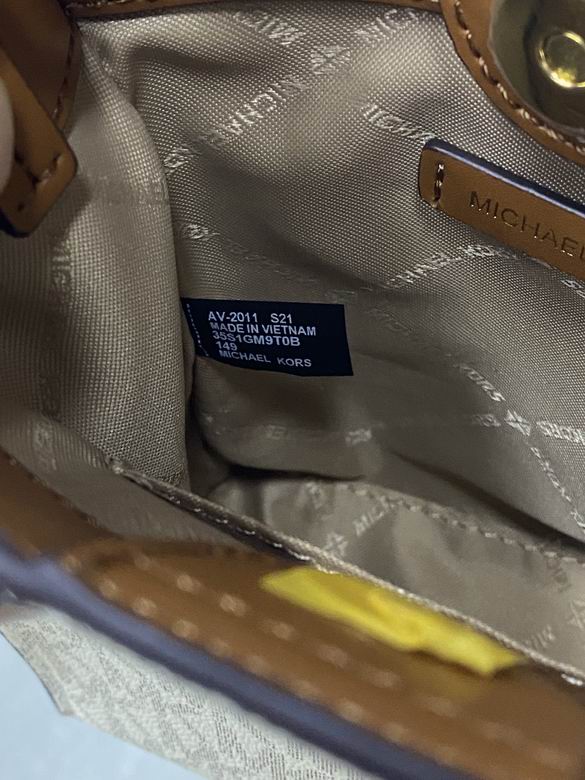 AV-2011 S21
MADE IN VIETNAM
35S1GM9T0B
149
MICHAEL KORS
MICHAEL